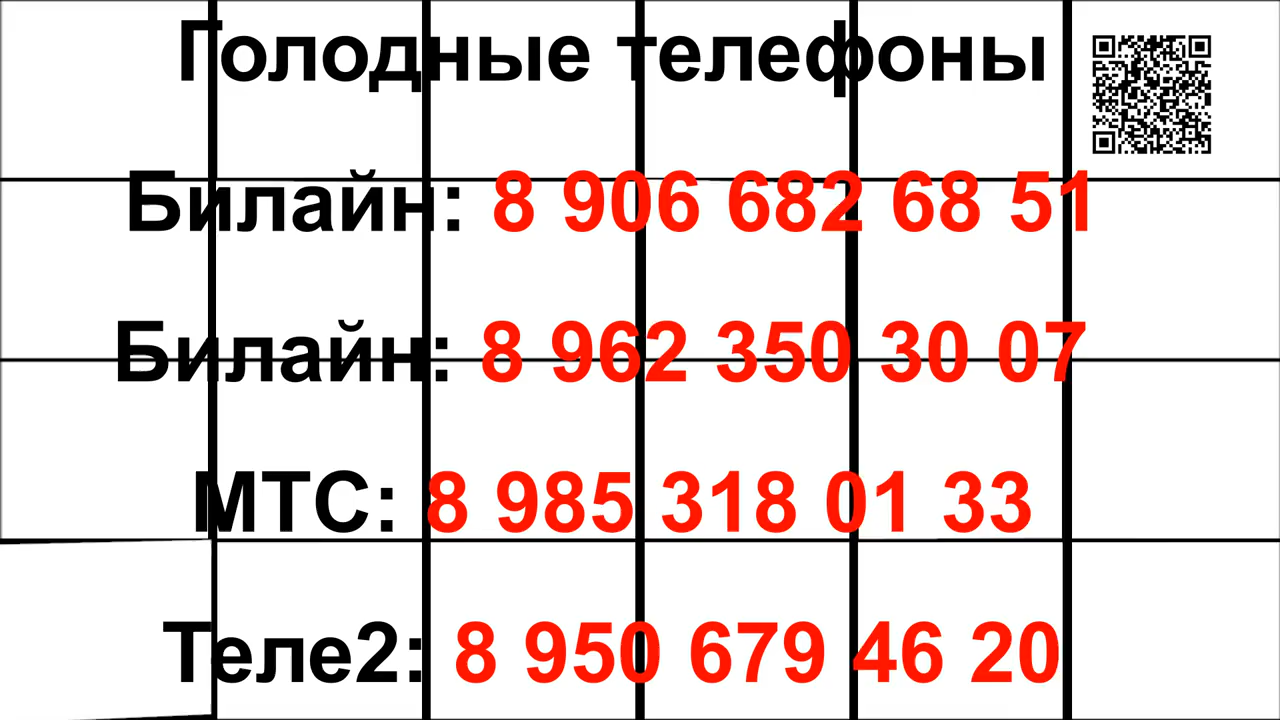 Голодные телефоны
Билайн: 8 906 682 68 51
Билайн: 8 962 350 30 07
МТС: 8 985 318 01 33
Теле2: 8 950 679 46 20